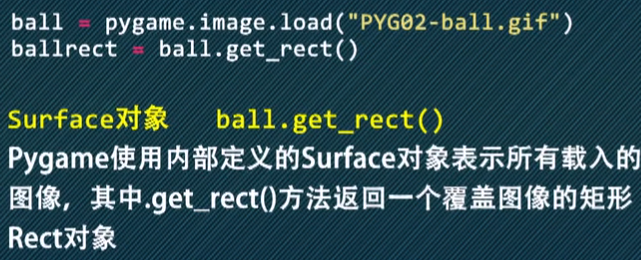 ball = pygame.image.load("PYG02-ball.gif")
ballrect = ball.get_rect()
Surface对象 ball.get_rect()
Pygame使用内部定义的Surface对象表示所有载入的
图像，其中.get_rect()方法返回一个覆盖图像的矩形
Rect对象